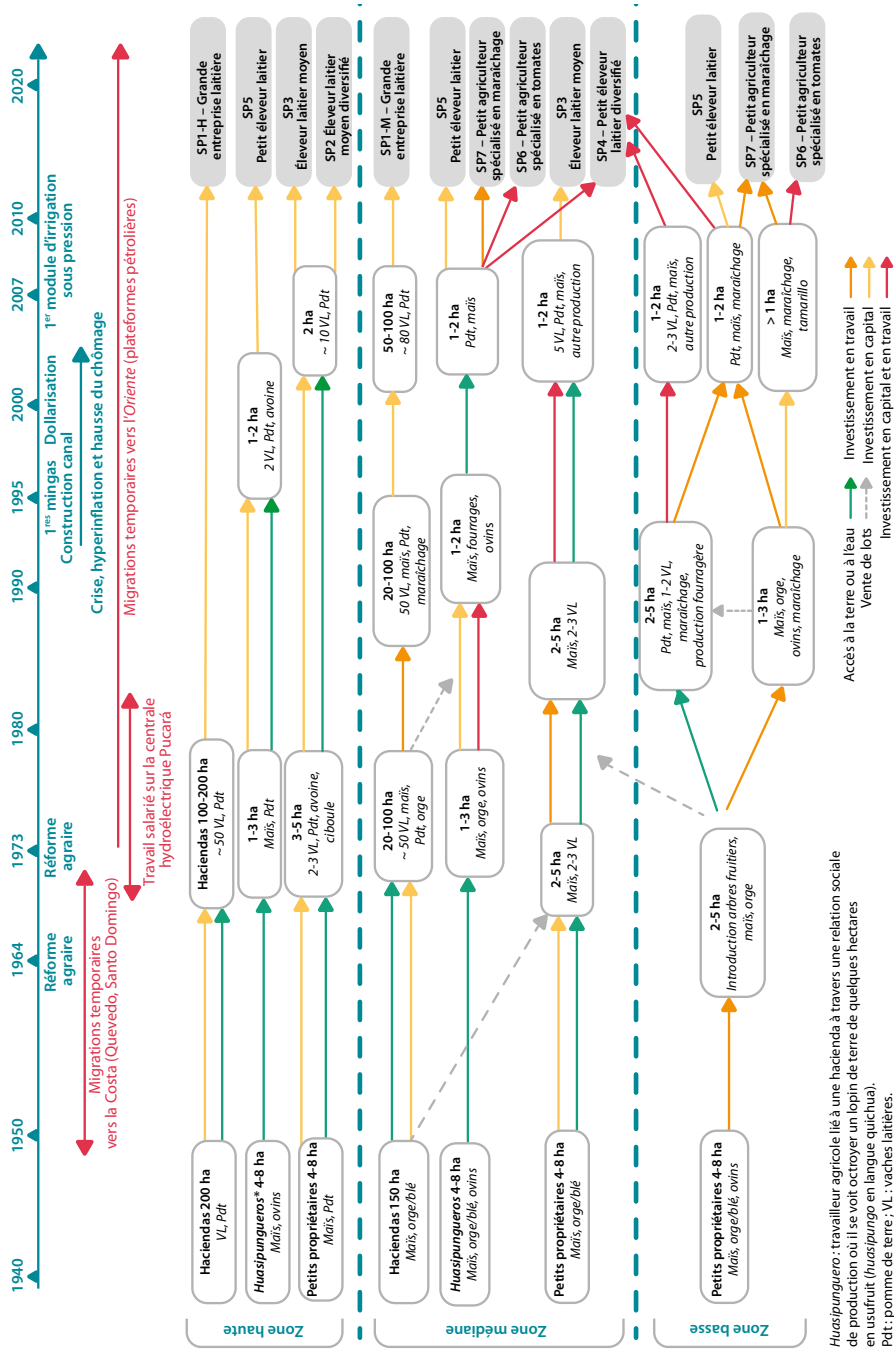 1940
1950
1964
1973
1980
1990
1995
2000
2007
2010
2020
Réforme
agraire
Réforme
agraire
1res mingas
Construction canal
Dollarisation
1er module d'irrigation
sous pression
Crise, hyperinflation et hausse du chômage
Migrations temporaires
vers la Costa (Quevedo, Santo Domingo)
Migrations temporaires vers l'Oriente (plateformes pétrolières)
Travail salarié sur la centrale
hydroélectrique Pucará
Zone haute
Haciendas 200 ha
VL, Pdt
Huasipungueros* 4-8 ha
Maïs, ovins
Petits propriétaires 4-8 ha
Maïs, Pdt
Haciendas 100-200 ha
~ 50 VL, Pdt
1-3 ha
Maïs, Pdt
3-5 ha
2-3 VL, Pdt, avoine,
ciboule
1-2 ha
2 VL, Pdt, avoine
2 ha
~ 10 VL, Pdt
SP1-H – Grande
entreprise laitière
SP5
Petit éleveur laitier
SP3
Éleveur laitier moyen
SP2 Éleveur laitier
moyen diversifié
Zone médiane
Haciendas 150 ha
Maïs, orge/blé
Huasipungueros 4-8 ha
Maïs, orge/blé, ovins
Petits propriétaires 4-8 ha
Maïs, orge/blé
20-100 ha
~ 50 VL, maïs,
Pdt, orge
1-3 ha
Maïs, orge, ovins
2-5 ha
Maïs, 2-3 VL
20-100 ha
50 VL, maïs, Pdt,
maraîchage
1-2 ha
Maïs, fourrages,
ovins
2-5 ha
Maïs, 2-3 VL
50-100 ha
~ 80 VL, Pdt
1-2 ha
Pdt, maïs
1-2 ha
5 VL, Pdt, maïs,
autre production
SP1-M – Grande
entreprise laitière
SP5
Petit éleveur laitier
SP7 – Petit agriculteur
spécialisé en maraîchage
SP6 – Petit agriculteur
spécialisé en tomates
SP3
Éleveur laitier moyen
SP4 – Petit éleveur
laitier diversifié
Zone basse
Petits propriétaires 4-8 ha
Maïs, orge/blé, ovins
2-5 ha
Introduction arbres fruitiers,
maïs, orge
2-5 ha
Pdt, maïs, 1-2 VL,
maraîchage,
production fourragère
1-3 ha
Maïs, orge,
ovins, maraîchage
1-2 ha
2-3 VL, Pdt, maïs,
autre production
1-2 ha
Pdt, maïs, maraîchage
> 1 ha
Maïs, maraîchage,
tamarillo
SP5
Petit éleveur laitier
SP7 – Petit agriculteur
spécialisé en maraîchage
SP6 – Petit agriculteur
spécialisé en tomates
Huasipunguero : travailleur agricole lié à une hacienda à travers une relation sociale
de production où il se voit octroyer un lopin de terre de quelques hectares
en usufruit (huasipungo en langue quichua).
Pdt : pomme de terre ; VL : vaches laitières.
Accès à la terre ou à l'eau
Vente de lots
Investissement en travail
Investissement en capital
Investissement en capital et en travail